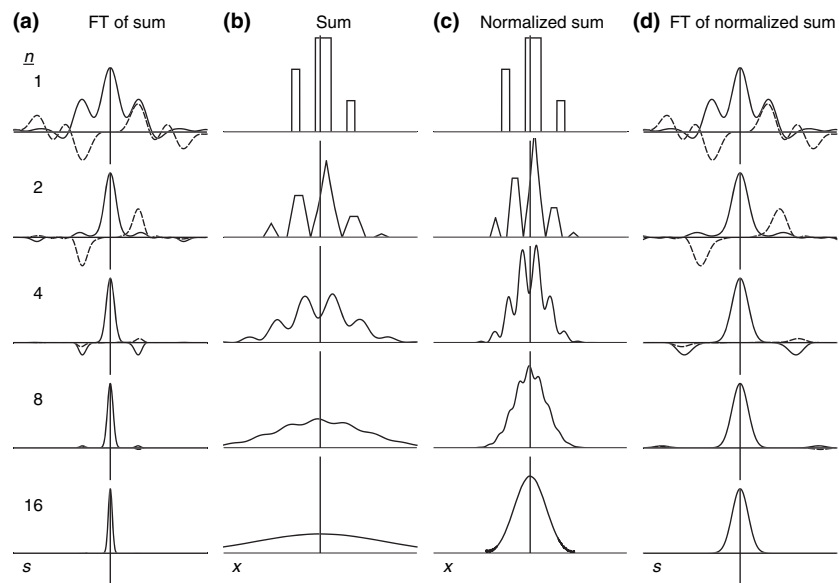 (a) FT of sum (b) Sum (c) Normalized sum (d) FT of normalized sum
n
1
2
4
8
16
s x x s